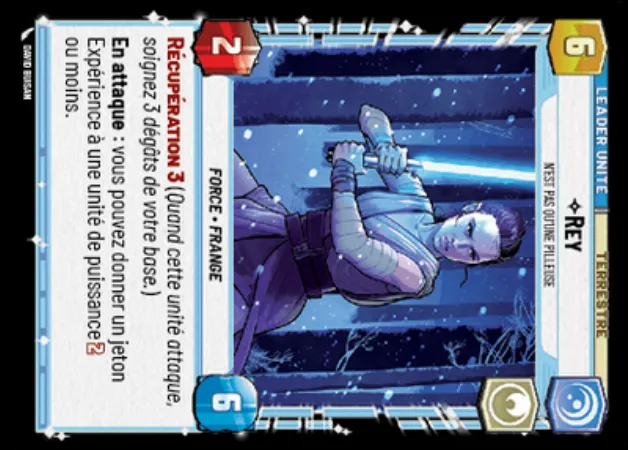 6
LEADER UNITÉ
TERRESTRE
REY
N'EST PAS QU'UNE PILLEUSE
2
6
FORCE • FRANGE
RÉCUPÉRATION 3 (Quand cette unité attaque,
soignez 3 dégâts de votre base.)
En attaque : vous pouvez donner un jeton
Expérience à une unité de puissance 2
ou moins.
DAVID BUISAN